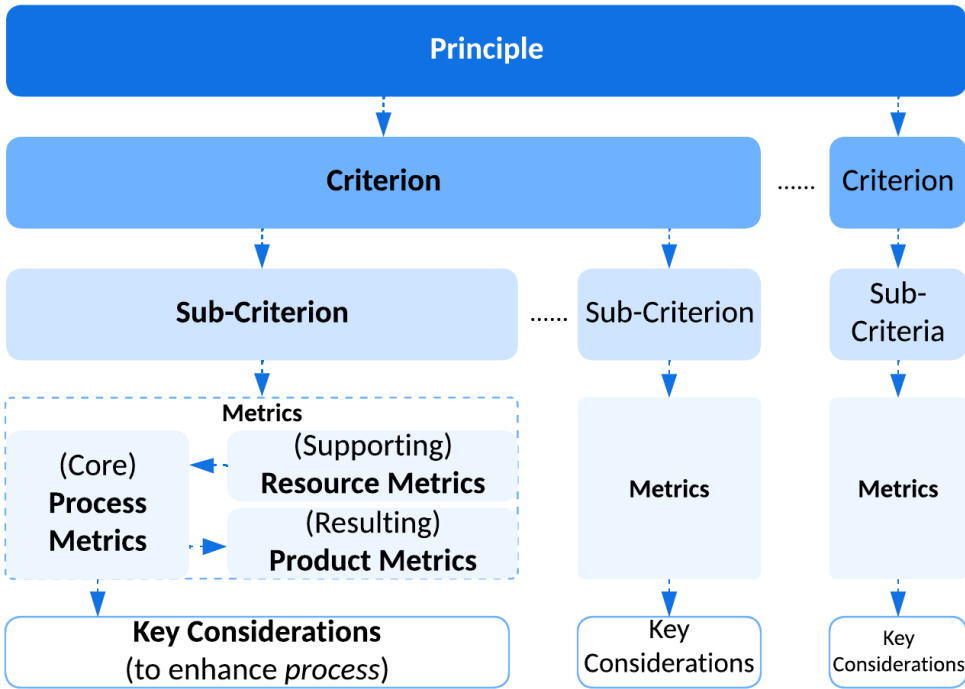 Principle
Criterion
......
Criterion
Sub-Criterion
......
Sub-Criterion
Sub-
Criteria
Metrics
(Core)
Process
Metrics
(Supporting)
Resource Metrics
(Resulting)
Product Metrics
Metrics
Metrics
Key Considerations
(to enhance process)
Key
Considerations
Key
Considerations